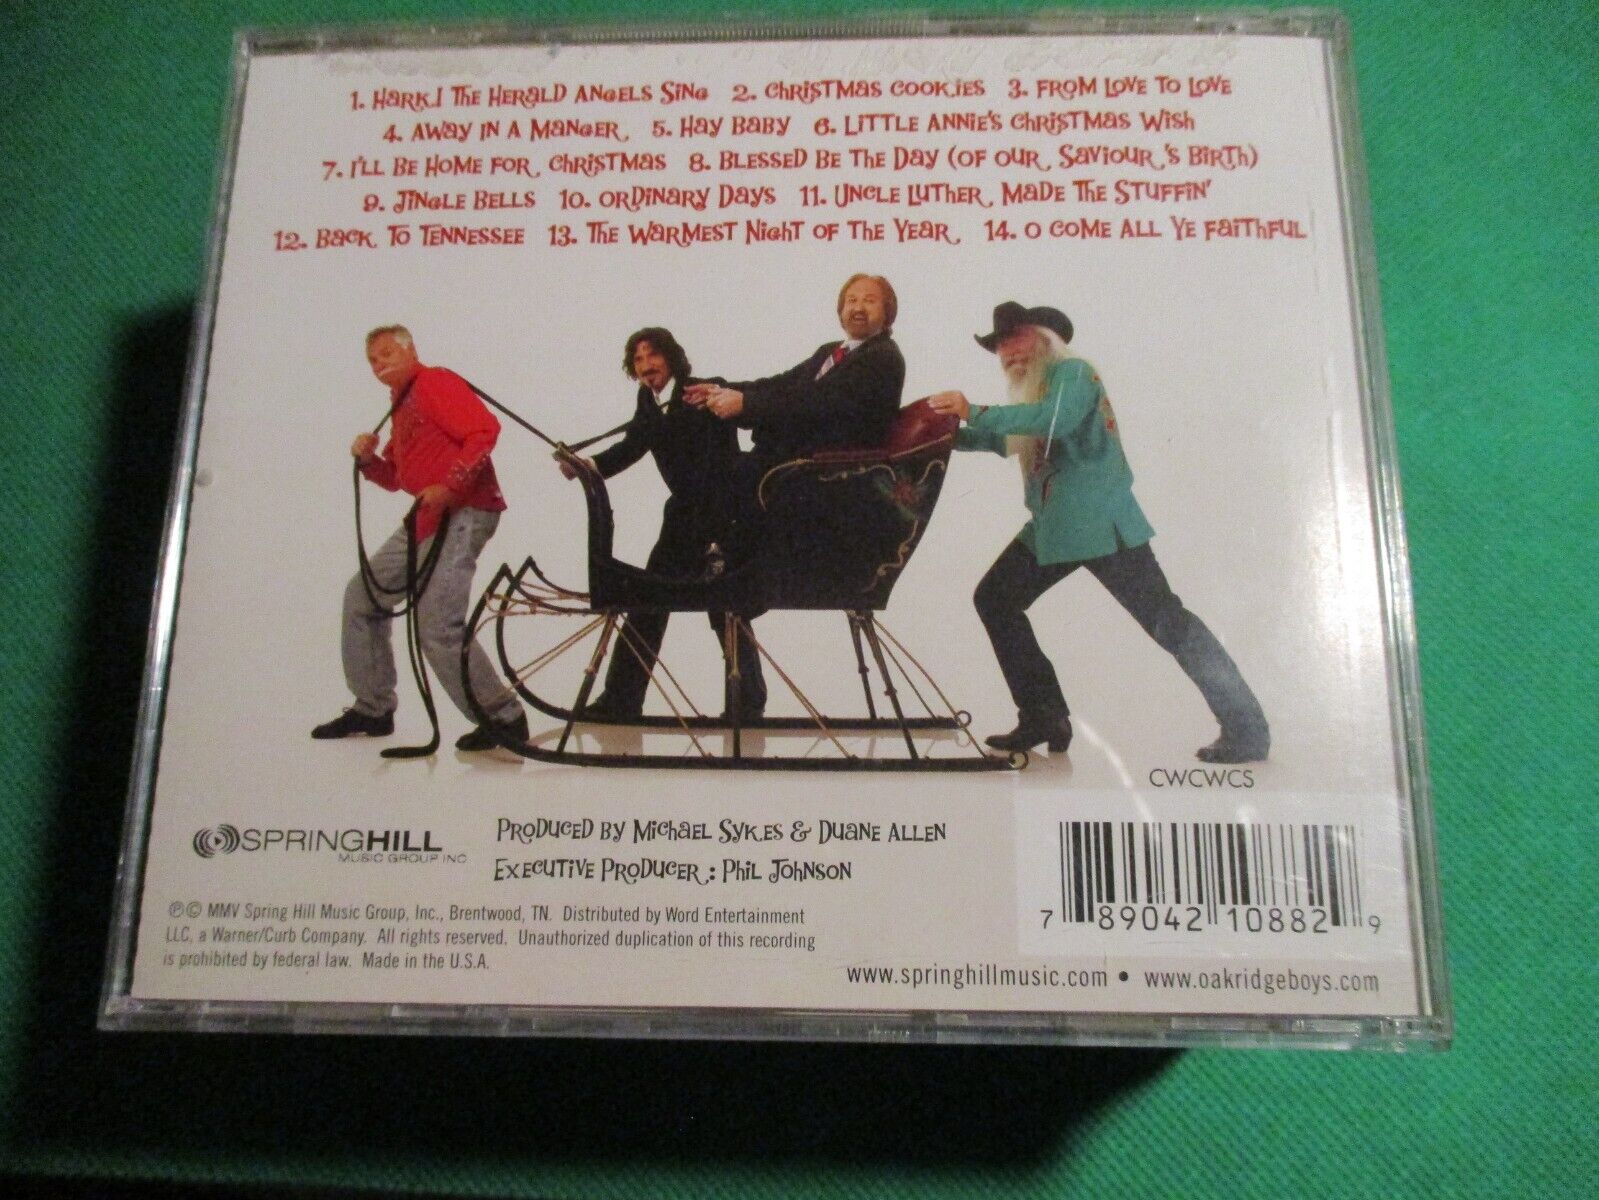 1. Hark! The Herald Angels Sing 2. Christmas Cookies 3. From Love to Love
4. Away in a Manger 5. Hay Baby 6. Little Annie's Christmas Wish
7. I'll Be Home for Christmas 8. Blessed Be the Day (of Our Saviour's Birth)
9. Jingle Bells 10. Ordinary Days 11. Uncle Luther Made the Stuffin'
12. Back to Tennessee 13. The Warmest Night of the Year 14. O Come All Ye Faithful
CWCWCS
SPRINGHILL
MUSIC GROUP INC
Produced by Michael Sykes & Duane Allen
Executive Producer: Phil Johnson
℗© MMV Spring Hill Music Group, Inc., Brentwood, TN. Distributed by Word Entertainment
LLC, a Warner/Curb Company. All rights reserved. Unauthorized duplication of this recording
is prohibited by federal law. Made in the U.S.A.
7 89042 10882 9
www.springhillmusic.com • www.oakridgeboys.com